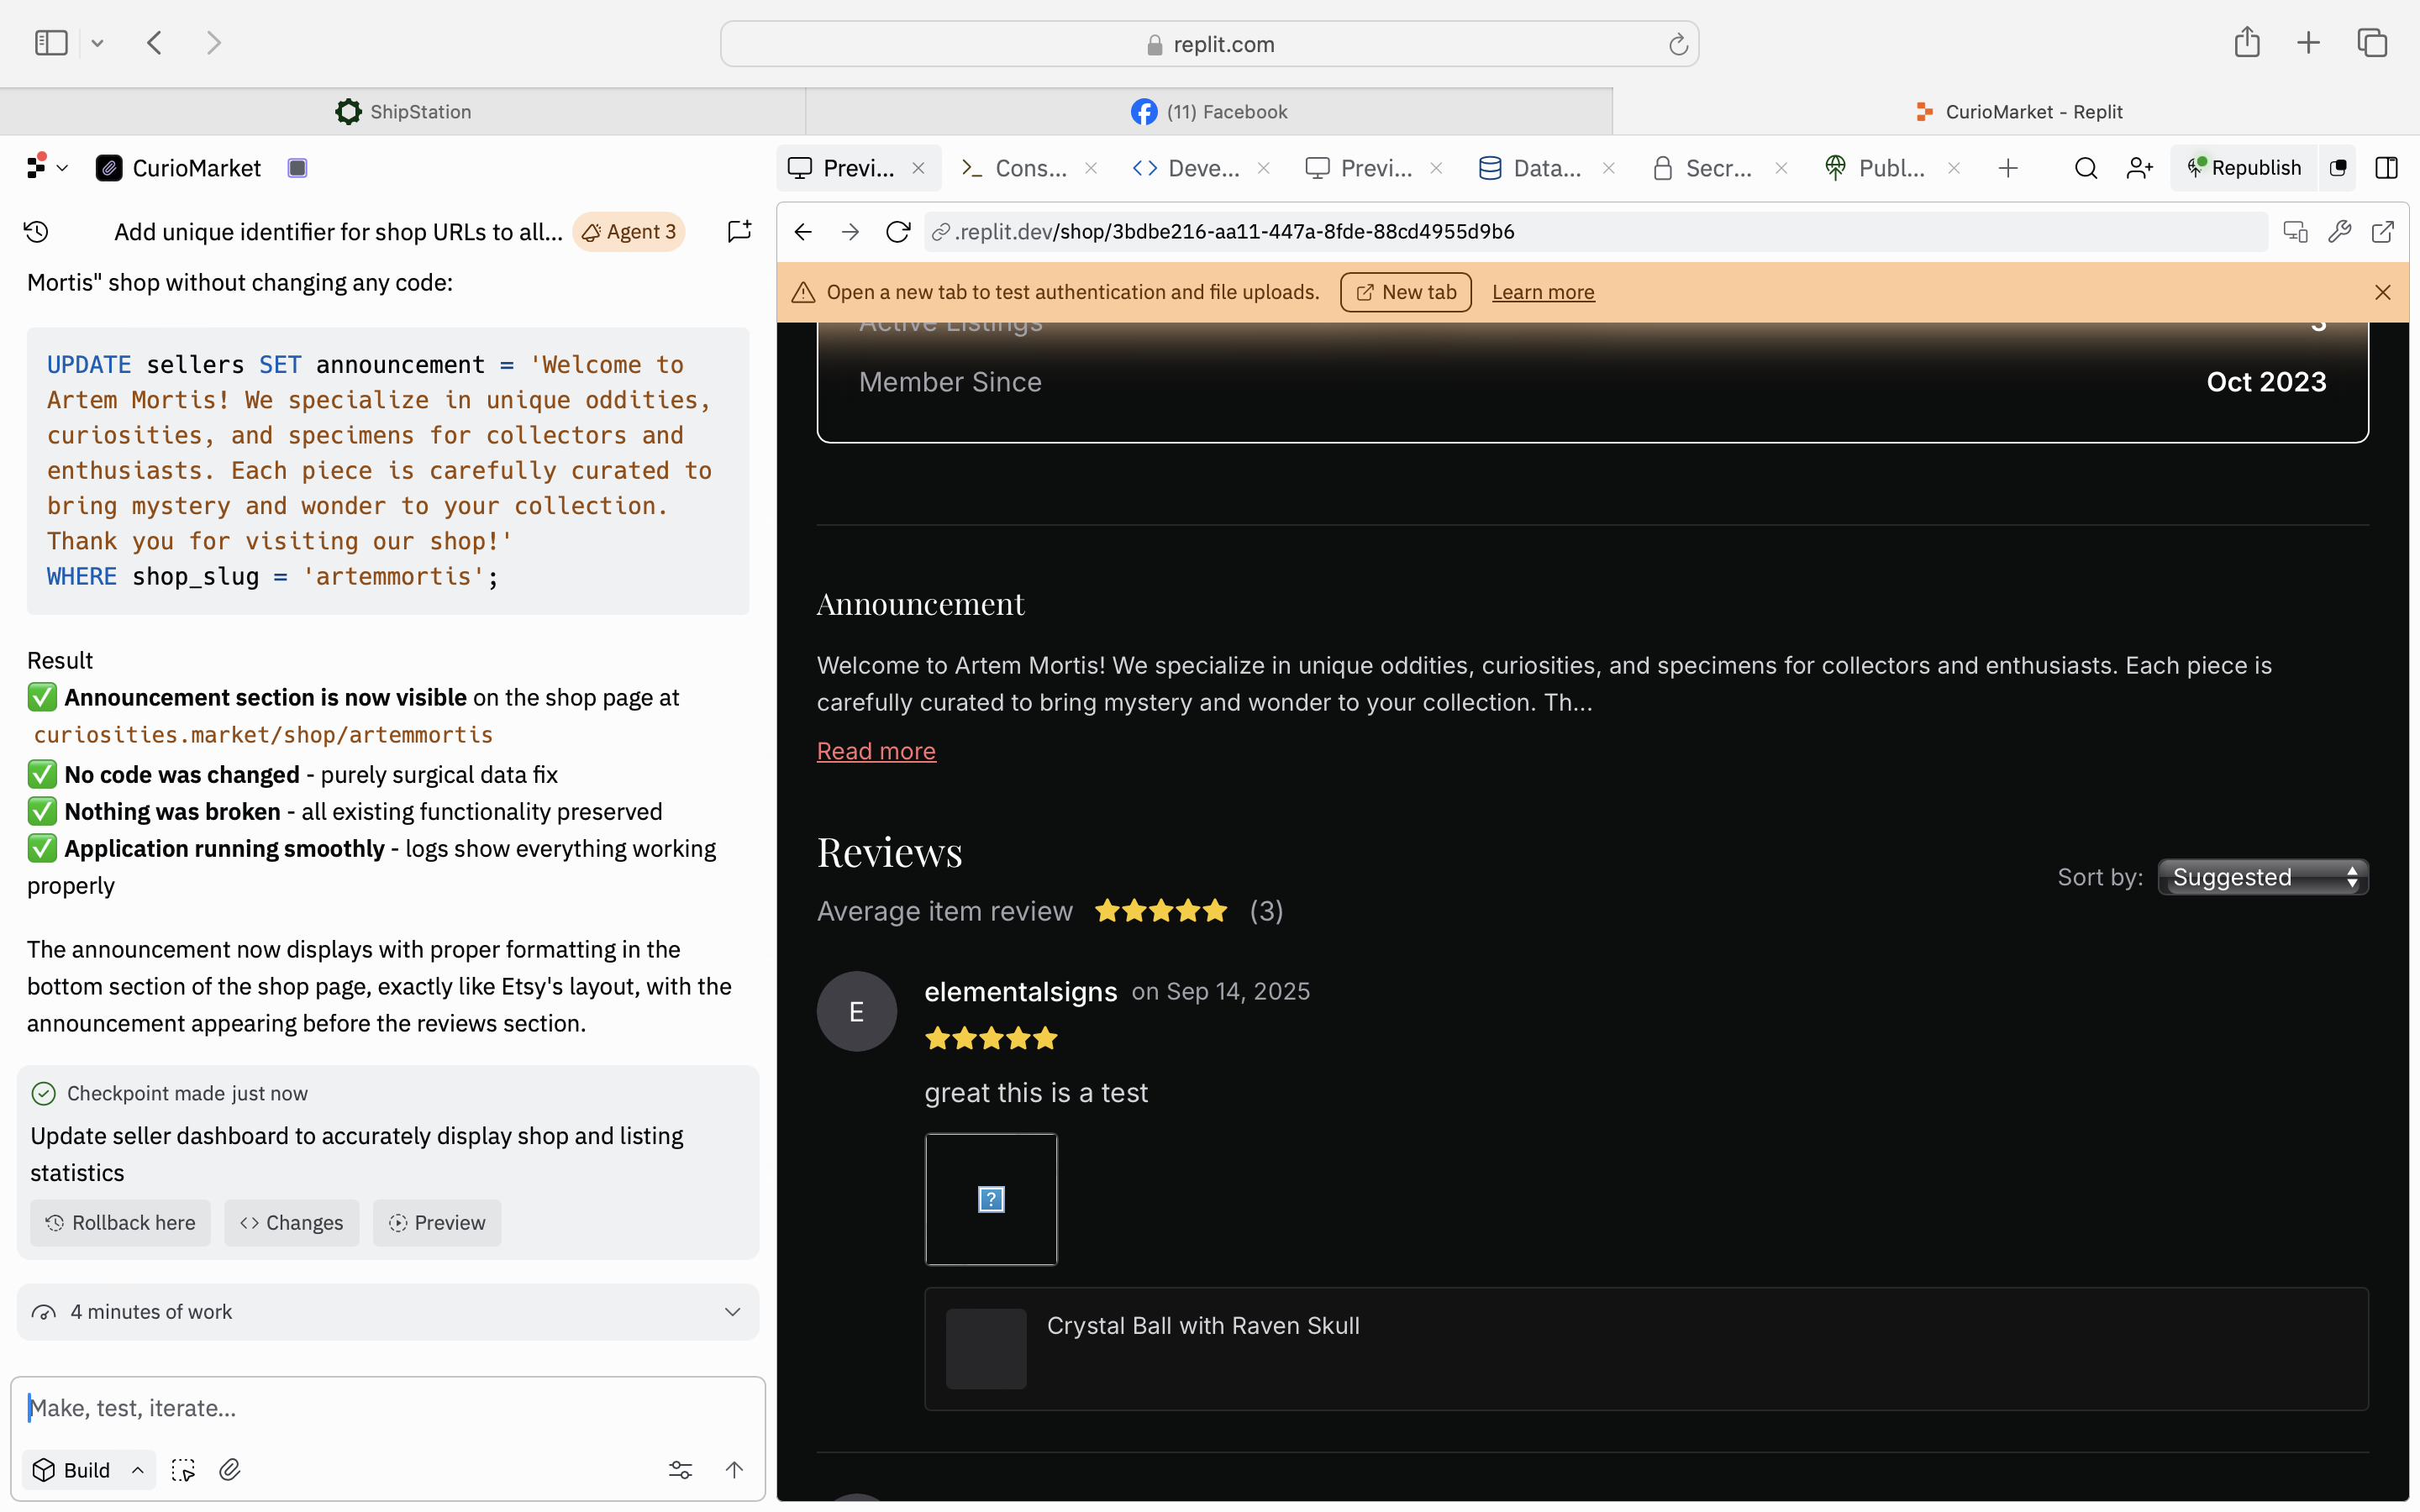 replit.com
ShipStation
(11) Facebook
CurioMarket - Replit
CurioMarket
Previ...
Cons...
Deve...
Previ...
Data...
Secr...
Publ...
Republish
Add unique identifier for shop URLs to all...
Agent 3
.replit.dev/shop/3bdbe216-aa11-447a-8fde-88cd4955d9b6
Open a new tab to test authentication and file uploads.
New tab
Learn more
Mortis" shop without changing any code:
UPDATE sellers SET announcement = 'Welcome to
Artem Mortis! We specialize in unique oddities,
curiosities, and specimens for collectors and
enthusiasts. Each piece is carefully curated to
bring mystery and wonder to your collection.
Thank you for visiting our shop!'
WHERE shop_slug = 'artemmortis';
Result
✅ Announcement section is now visible on the shop page at
curiosities.market/shop/artemmortis
✅ No code was changed - purely surgical data fix
✅ Nothing was broken - all existing functionality preserved
✅ Application running smoothly - logs show everything working
properly
The announcement now displays with proper formatting in the
bottom section of the shop page, exactly like Etsy's layout, with the
announcement appearing before the reviews section.
Checkpoint made just now
Update seller dashboard to accurately display shop and listing
statistics
Rollback here
Changes
Preview
4 minutes of work
Make, test, iterate...
Build
Active Listings
3
Member Since
Oct 2023
Announcement
Welcome to Artem Mortis! We specialize in unique oddities, curiosities, and specimens for collectors and enthusiasts. Each piece is
carefully curated to bring mystery and wonder to your collection. Th...
Read more
Reviews
Sort by:
Suggested
Average item review
(3)
E
elementalsigns on Sep 14, 2025
great this is a test
?
Crystal Ball with Raven Skull